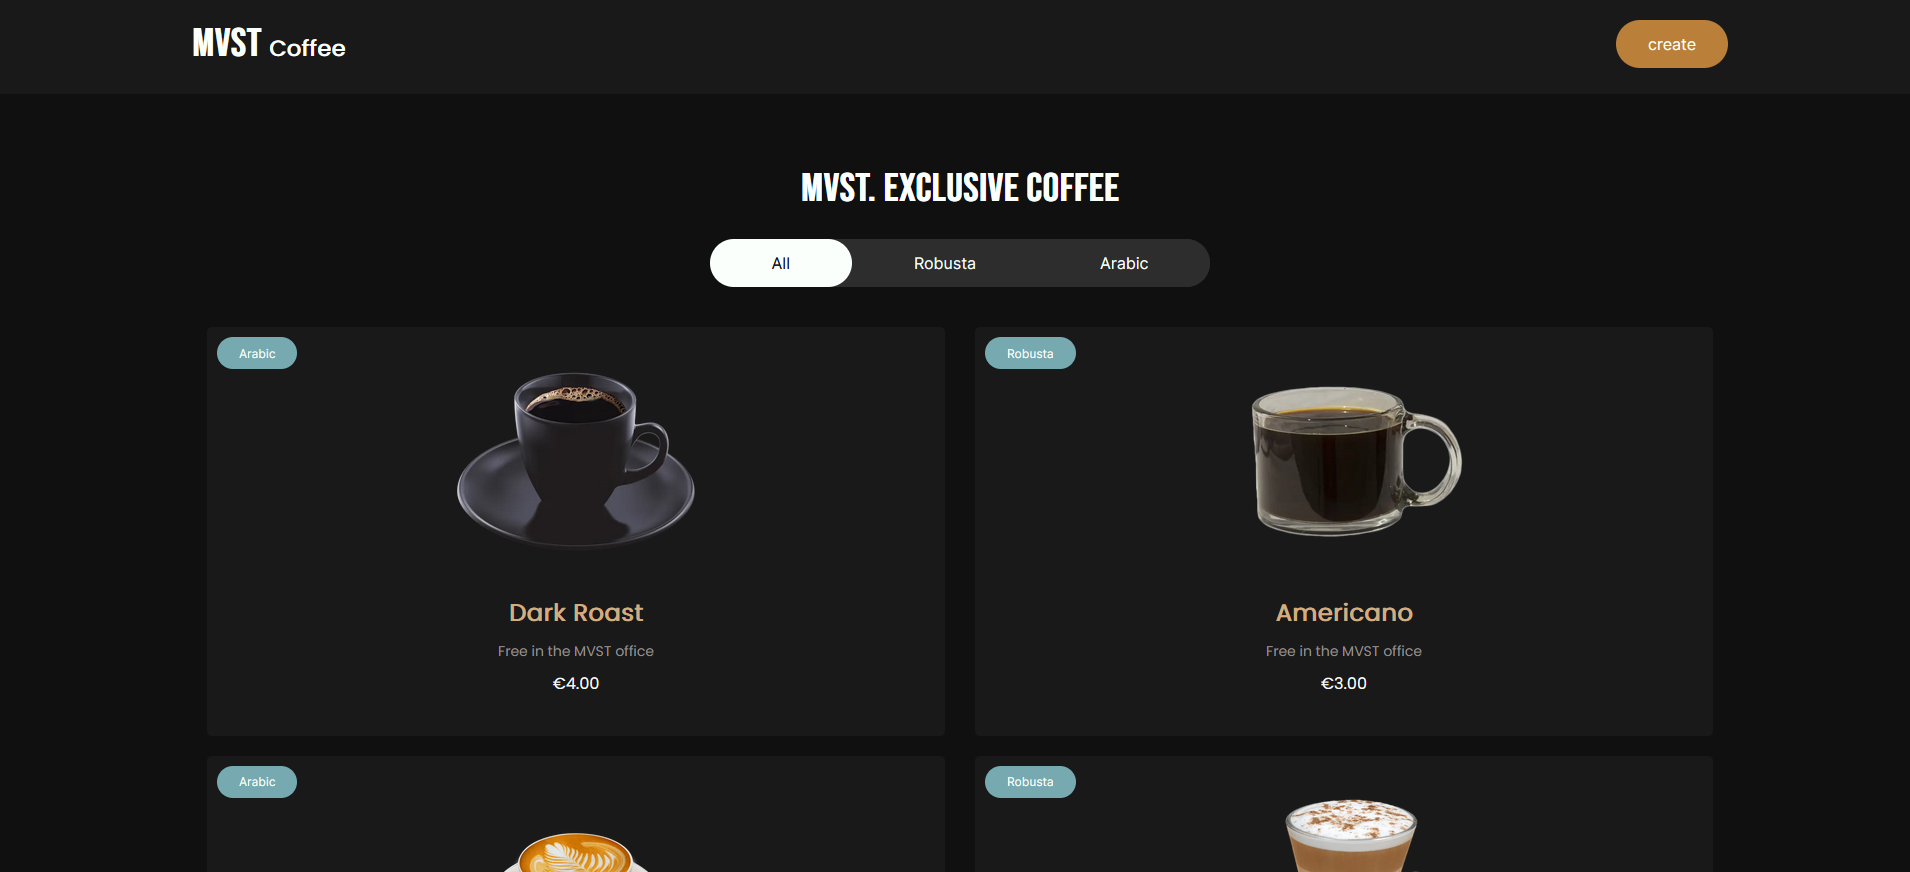 MVST Coffee
create
MVST. EXCLUSIVE COFFEE
All Robusta Arabic
Arabic
Dark Roast
Free in the MVST office
€4.00
Robusta
Americano
Free in the MVST office
€3.00
Arabic
Robusta